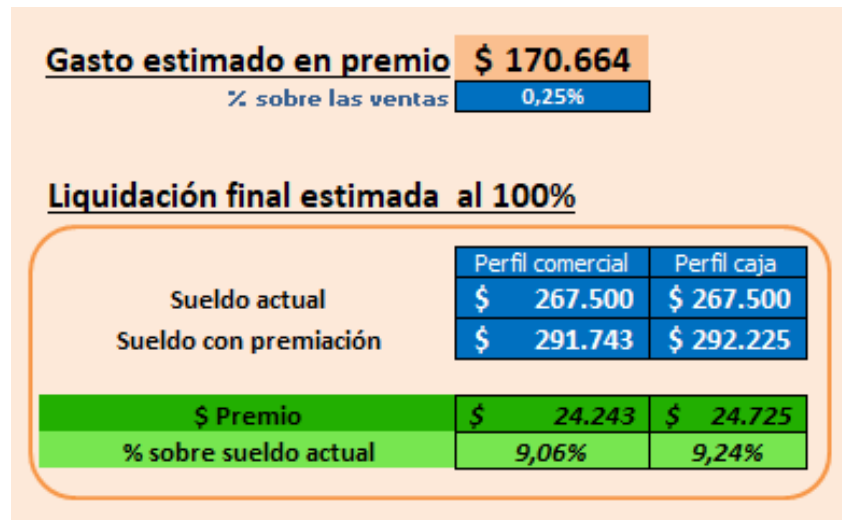 Gasto estimado en premio $ 170.664
% sobre las ventas 0,25%
Liquidación final estimada al 100%
Perfil comercial Perfil caja
Sueldo actual $ 267.500 $ 267.500
Sueldo con premiación $ 291.743 $ 292.225
$ Premio $ 24.243 $ 24.725
% sobre sueldo actual 9,06% 9,24%